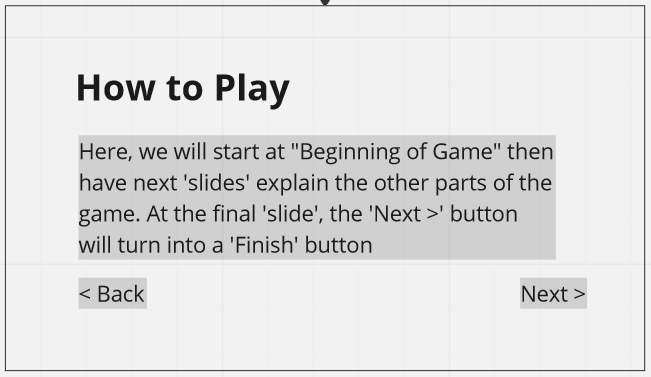 How to Play
Here, we will start at "Beginning of Game" then
have next 'slides' explain the other parts of the
game. At the final 'slide', the 'Next >' button
will turn into a 'Finish' button
< Back
Next >